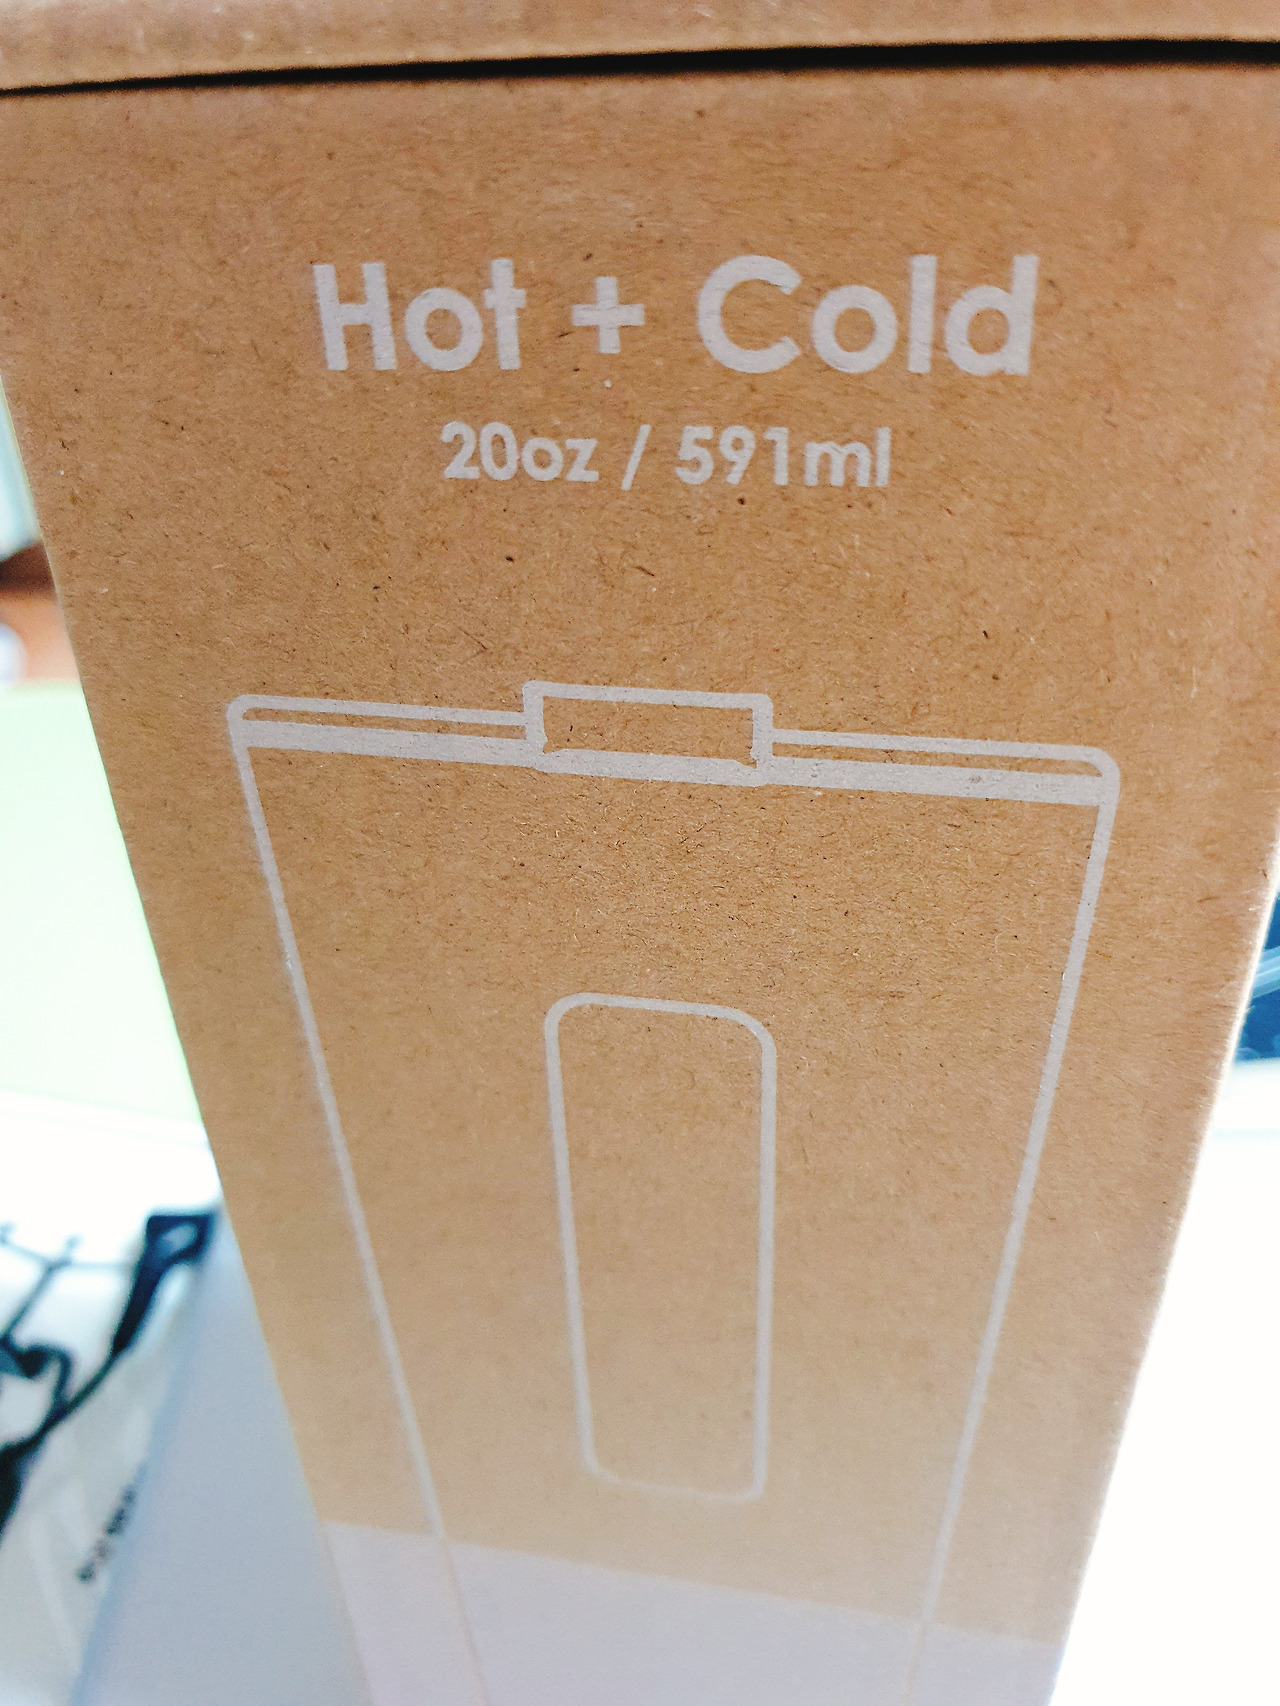 Hot + Cold
20oz / 591ml